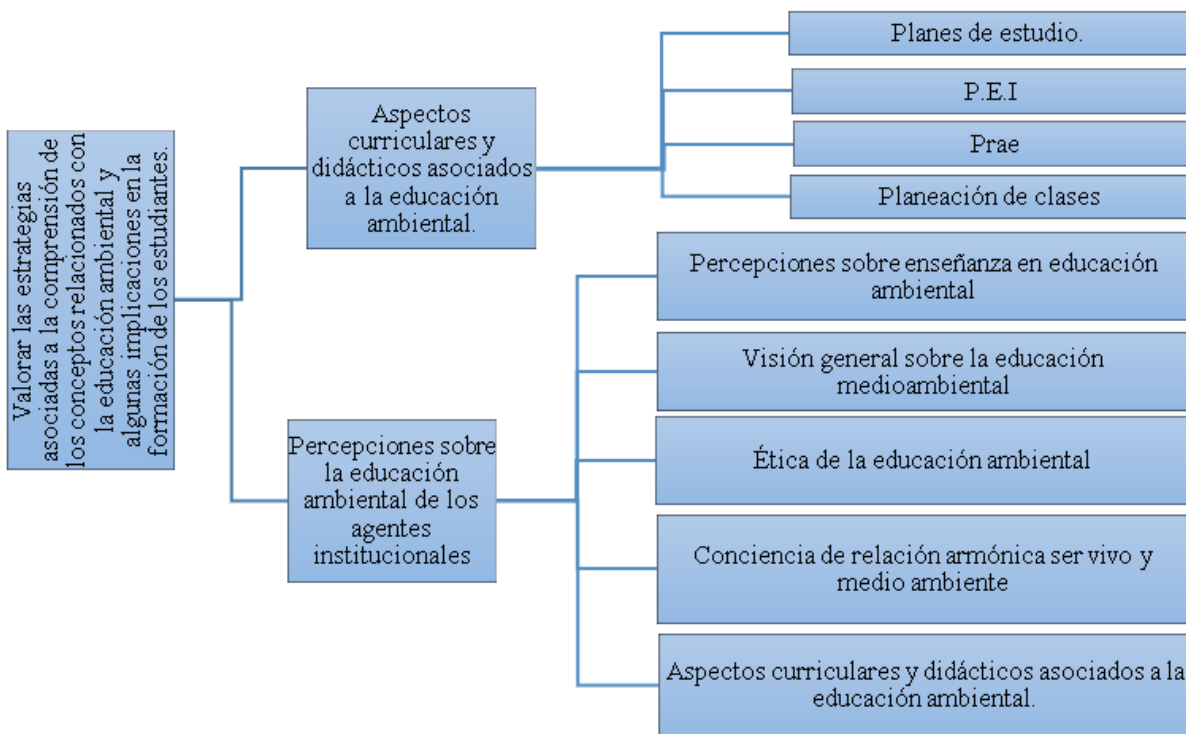 Valorar las estrategias
asociadas a la comprensión de
los conceptos relacionados con
la educación ambiental y
algunas implicaciones en la
formación de los estudiantes.
Aspectos
curriculares y
didácticos asociados
a la educación
ambiental.
Planes de estudio.
P.E.I
Prae
Planeación de clases
Percepciones sobre
la educación
ambiental de los
agentes
institucionales
Percepciones sobre enseñanza en educación
ambiental
Visión general sobre la educación
medioambiental
Ética de la educación ambiental
Conciencia de relación armónica ser vivo y
medio ambiente
Aspectos curriculares y didácticos asociados a la
educación ambiental.